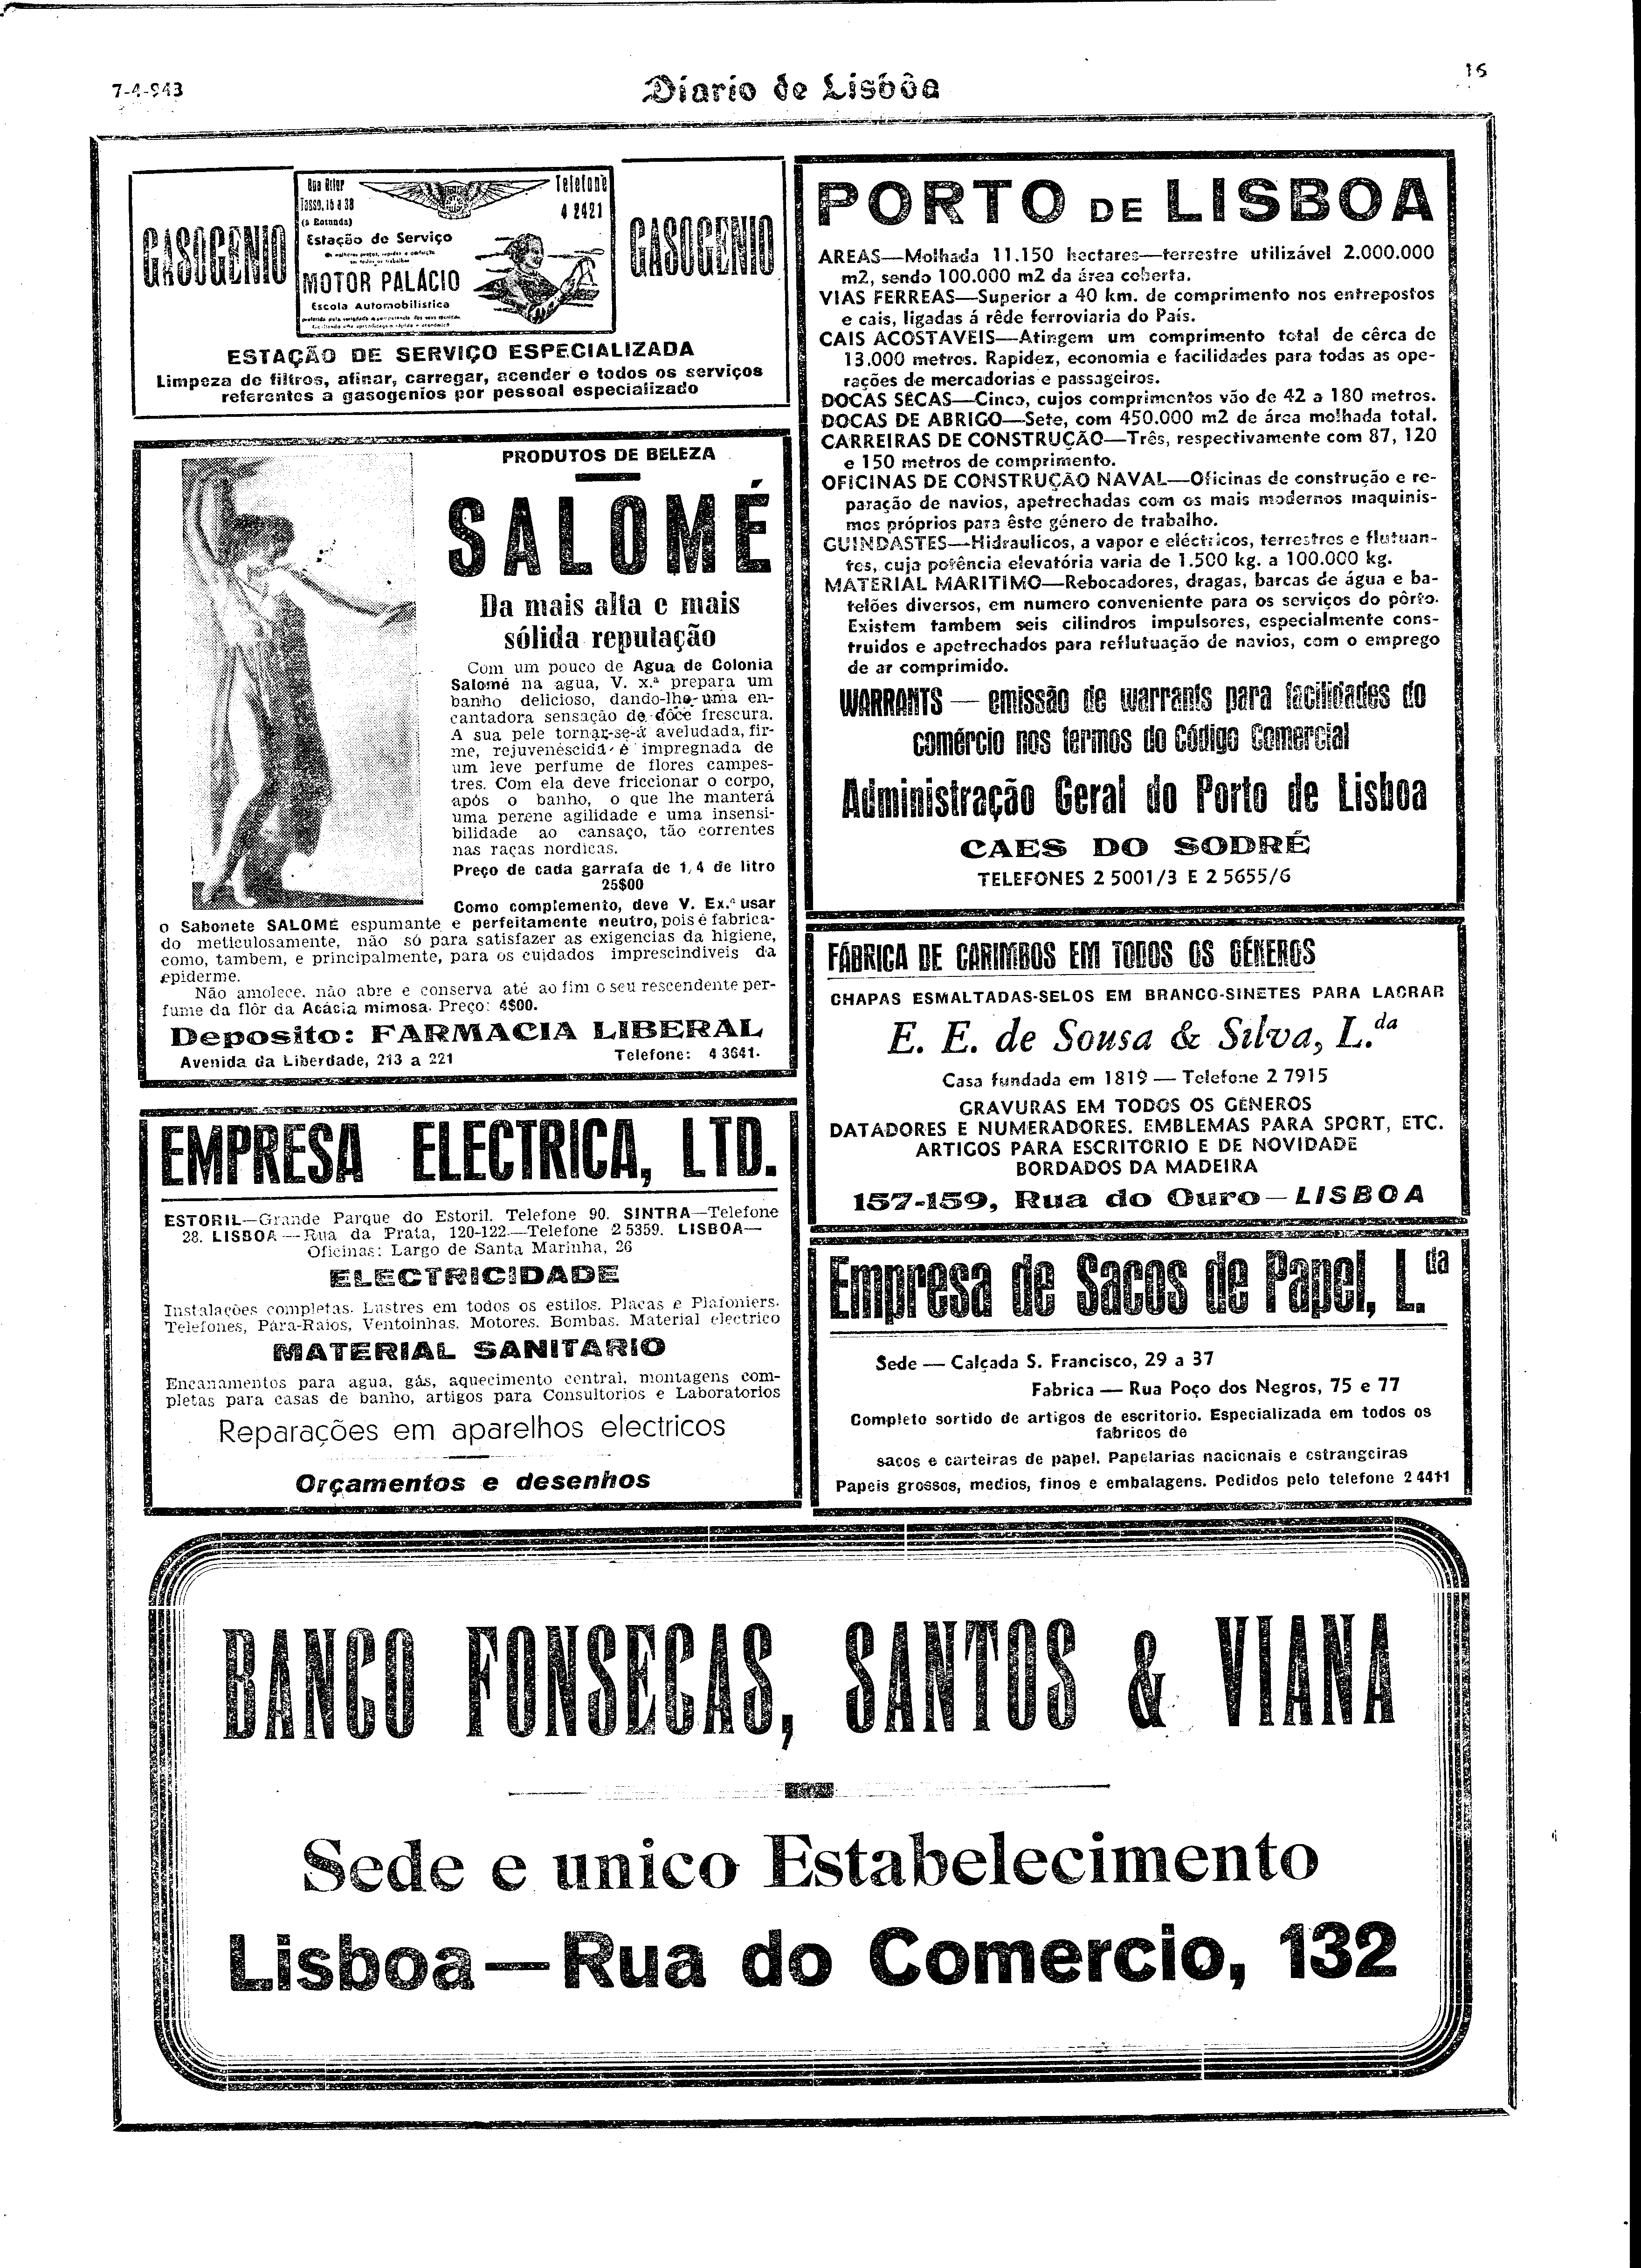 7-4-943
Diario de Lisbôa
16
GASOGENIO
Tasso, 15 a 38
(á Rotunda)
Telefone
4 2421
Estação de Serviço
MOTOR PALÁCIO
Escola Automobilistica
GASOGENIO
ESTAÇÃO DE SERVIÇO ESPECIALIZADA
Limpeza de filtros, afinar, carregar, acender e todos os serviços
referentes a gasogenios por pessoal especializado
PRODUTOS DE BELEZA
SALOMÉ
Da mais alta e mais
sólida reputação
Com um pouco de Agua de Colonia
Salomé na agua, V. x.ª prepara um
banho delicioso, dando-lhe uma en-
cantadora sensação de dôce frescura.
A sua pele tornar-se-á aveludada, fir-
me, rejuvenescida e impregnada de
um leve perfume de flores campes-
tres. Com ela deve friccionar o corpo,
após o banho, o que lhe manterá
uma perene agilidade e uma insensi-
bilidade ao cansaço, tão correntes
nas raças nordicas.
Preço de cada garrafa de 1/4 de litro
25$00
Como complemento, deve V. Ex.ª usar
o Sabonete SALOMÉ espumante e perfeitamente neutro, pois é fabrica-
do meticulosamente, não só para satisfazer as exigencias da higiene,
como, tambem, e principalmente, para os cuidados imprescindiveis da
epiderme.
Não amolece, não abre e conserva até ao fim o seu rescendente per-
fume da flôr da Acácia mimosa. Preço: 4$00.
Deposito: FARMACIA LIBERAL
Avenida da Liberdade, 213 a 221 Telefone: 4 3641.
EMPRESA ELECTRICA, LTD.
ESTORIL—Grande Parque do Estoril. Telefone 90. SINTRA—Telefone
28. LISBOA—Rua da Prata, 120-122—Telefone 2 5359. LISBOA—
Oficinas: Largo de Santa Marinha, 26
ELECTRICIDADE
Instalações completas. Lustres em todos os estilos. Placas e Plafoniers.
Telefones, Pára-Raios, Ventoinhas. Motores. Bombas. Material electrico
MATERIAL SANITARIO
Encanamentos para agua, gás, aquecimento central, montagens com-
pletas para casas de banho, artigos para Consultorios e Laboratorios
Reparações em aparelhos electricos
Orçamentos e desenhos
PORTO DE LISBOA
AREAS—Molhada 11.150 hectares—terrestre utilizável 2.000.000
m2, sendo 100.000 m2 da área coberta.
VIAS FERREAS—Superior a 40 km. de comprimento nos entrepostos
e cais, ligadas á rêde ferroviaria do País.
CAIS ACOSTAVEIS—Atingem um comprimento total de cêrca de
13.000 metros. Rapidez, economia e facilidades para todas as ope-
rações de mercadorias e passageiros.
DOCAS SÊCAS—Cinco, cujos comprimentos vão de 42 a 180 metros.
DOCAS DE ABRIGO—Sete, com 450.000 m2 de área molhada total.
CARREIRAS DE CONSTRUÇÃO—Três, respectivamente com 87, 120
e 150 metros de comprimento.
OFICINAS DE CONSTRUÇÃO NAVAL—Oficinas de construção e re-
paração de navios, apetrechadas com os mais modernos maquinis-
mos próprios para êste género de trabalho.
GUINDASTES—Hidraulicos, a vapor e eléctricos, terrestres e flutuan-
tes, cuja potência elevatória varia de 1.500 kg. a 100.000 kg.
MATERIAL MARITIMO—Rebocadores, dragas, barcas de água e ba-
telões diversos, em numero conveniente para os serviços do pôrto.
Existem tambem seis cilindros impulsores, especialmente cons-
truidos e apetrechados para reflutuação de navios, com o emprego
de ar comprimido.
WARRANTS — emissão de warrants para facilidades do
comércio nos termos do Código Comercial
Administração Geral do Porto de Lisboa
CAES DO SODRÉ
TELEFONES 2 5001/3 E 2 5655/6
FÁBRICA DE CARIMBOS EM TODOS OS GÉNEROS
CHAPAS ESMALTADAS-SELOS EM BRANCO-SINETES PARA LACRAR
E. E. de Sousa & Silva, L.da
Casa fundada em 1819 — Telefone 2 7915
GRAVURAS EM TODOS OS GÉNEROS
DATADORES E NUMERADORES. EMBLEMAS PARA SPORT, ETC.
ARTIGOS PARA ESCRITORIO E DE NOVIDADE
BORDADOS DA MADEIRA
157-159, Rua do Ouro—LISBOA
Empresa de Sacos de Papel, L.da
Sede — Calçada S. Francisco, 29 a 37
Fabrica — Rua Poço dos Negros, 75 e 77
Completo sortido de artigos de escritorio. Especializada em todos os
fabricos de
sacos e carteiras de papel. Papelarias nacionais e estrangeiras
Papeis grossos, medios, finos e embalagens. Pedidos pelo telefone 2 4411
BANCO FONSECAS, SANTOS & VIANA
Sede e unico Estabelecimento
Lisboa—Rua do Comercio, 132